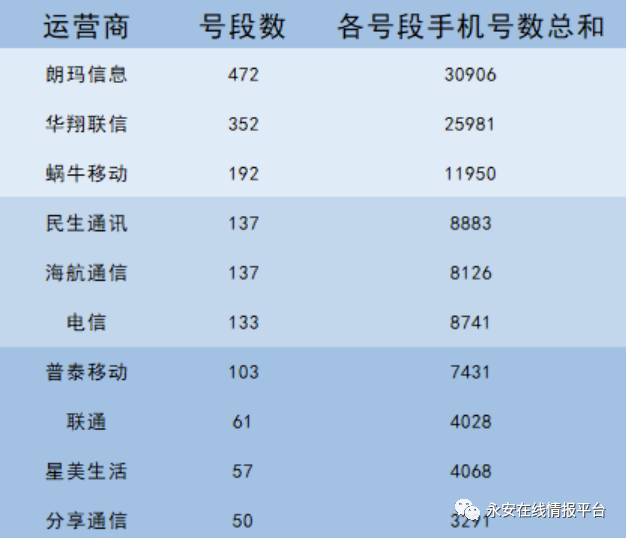 运营商 号段数 各号段手机号数总和
朗玛信息 472 30906
华翔联信 352 25981
蜗牛移动 192 11950
民生通讯 137 8883
海航通信 137 8126
电信 133 8741
普泰移动 103 7431
联通 61 4028
星美生活 57 4068
分享通信 50 3291
永安在线情报平台